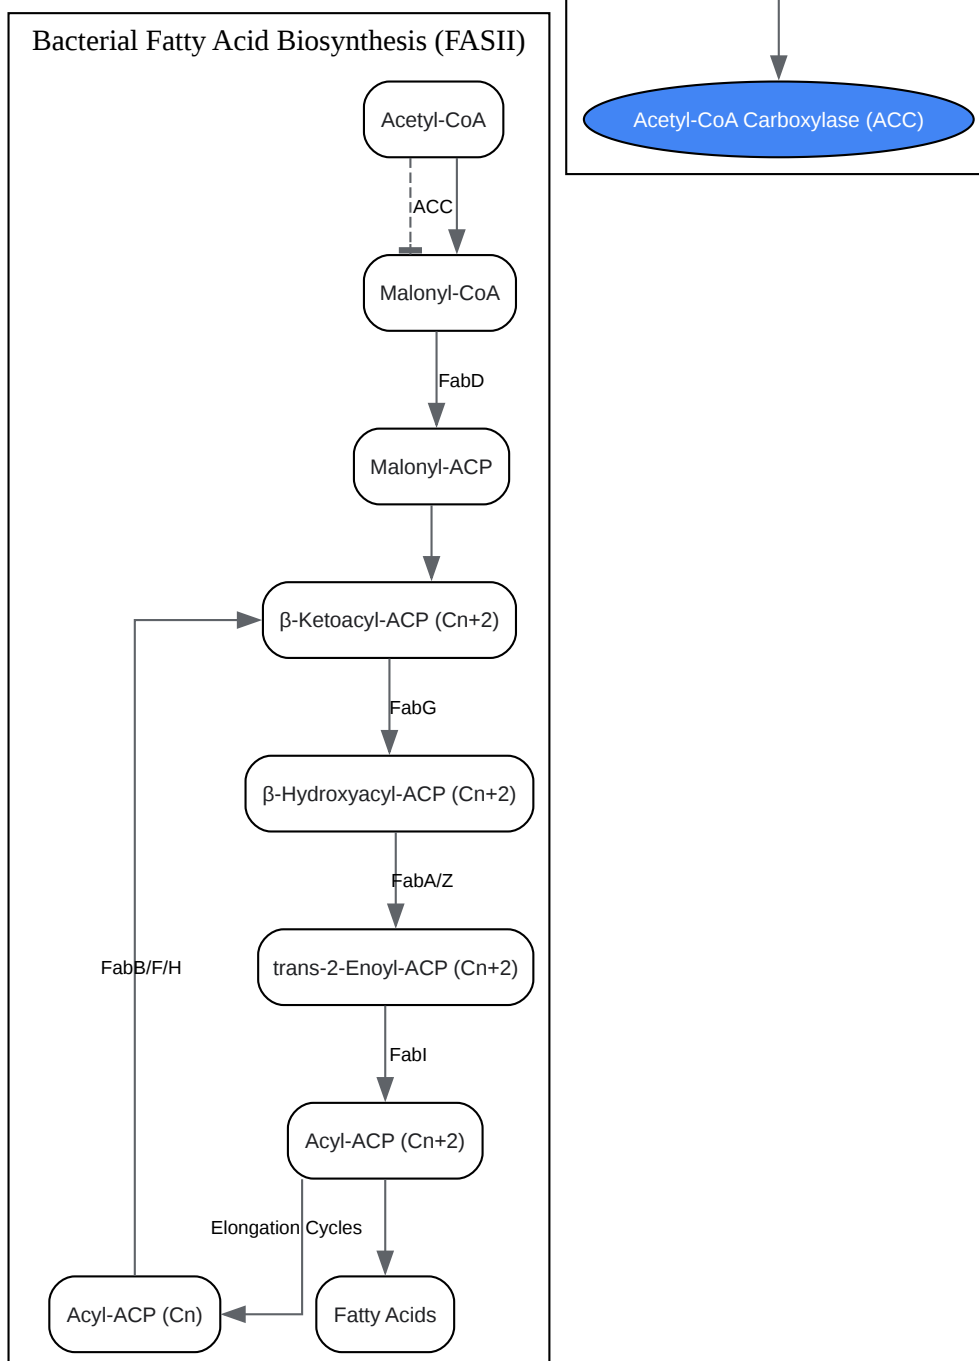 Bacterial Fatty Acid Biosynthesis (FASII)
Acetyl-CoA
Acetyl-CoA Carboxylase (ACC)
ACC
Malonyl-CoA
FabD
Malonyl-ACP
β-Ketoacyl-ACP (Cn+2)
FabG
β-Hydroxyacyl-ACP (Cn+2)
FabA/Z
FabB/F/H
trans-2-Enoyl-ACP (Cn+2)
FabI
Acyl-ACP (Cn+2)
Elongation Cycles
Acyl-ACP (Cn)
Fatty Acids